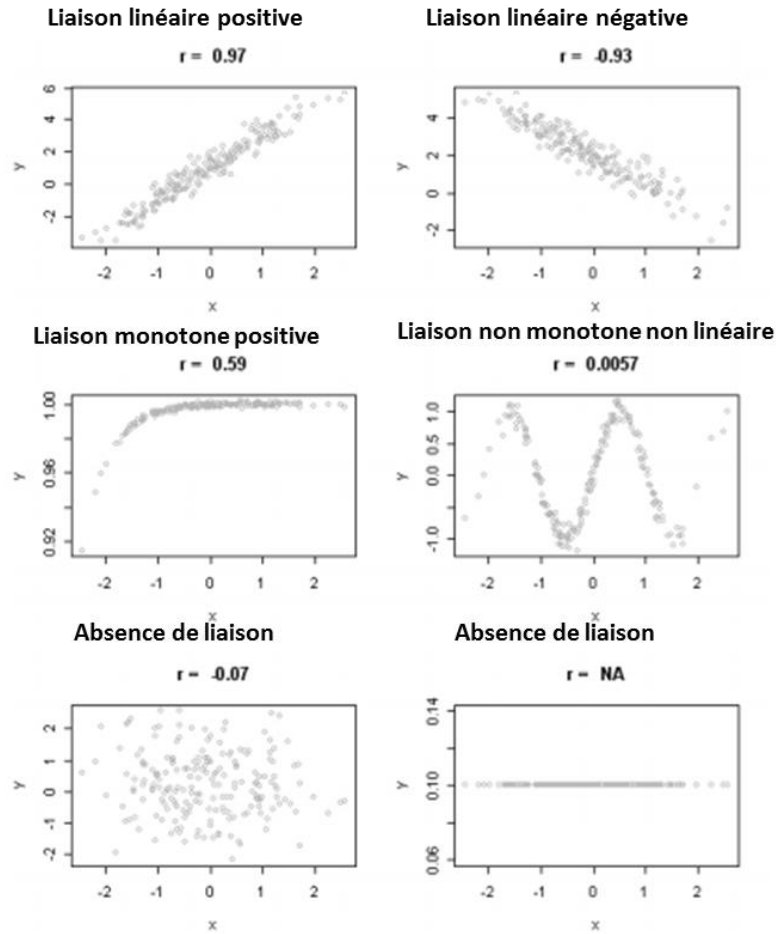 Liaison linéaire positive
r = 0.97
y
6
4
2
0
-2
-2 -1 0 1 2
x
Liaison linéaire négative
r = -0.93
y
4
2
0
-2
-2 -1 0 1 2
x
Liaison monotone positive
r = 0.59
y
1.00
0.96
0.92
-2 -1 0 1 2
x
Liaison non monotone non linéaire
r = 0.0057
y
1.0
0.5
0.0
-1.0
-2 -1 0 1 2
x
Absence de liaison
r = -0.07
y
2
1
0
-1
-2
-2 -1 0 1 2
x
Absence de liaison
r = NA
y
0.14
0.10
0.06
-2 -1 0 1 2
x